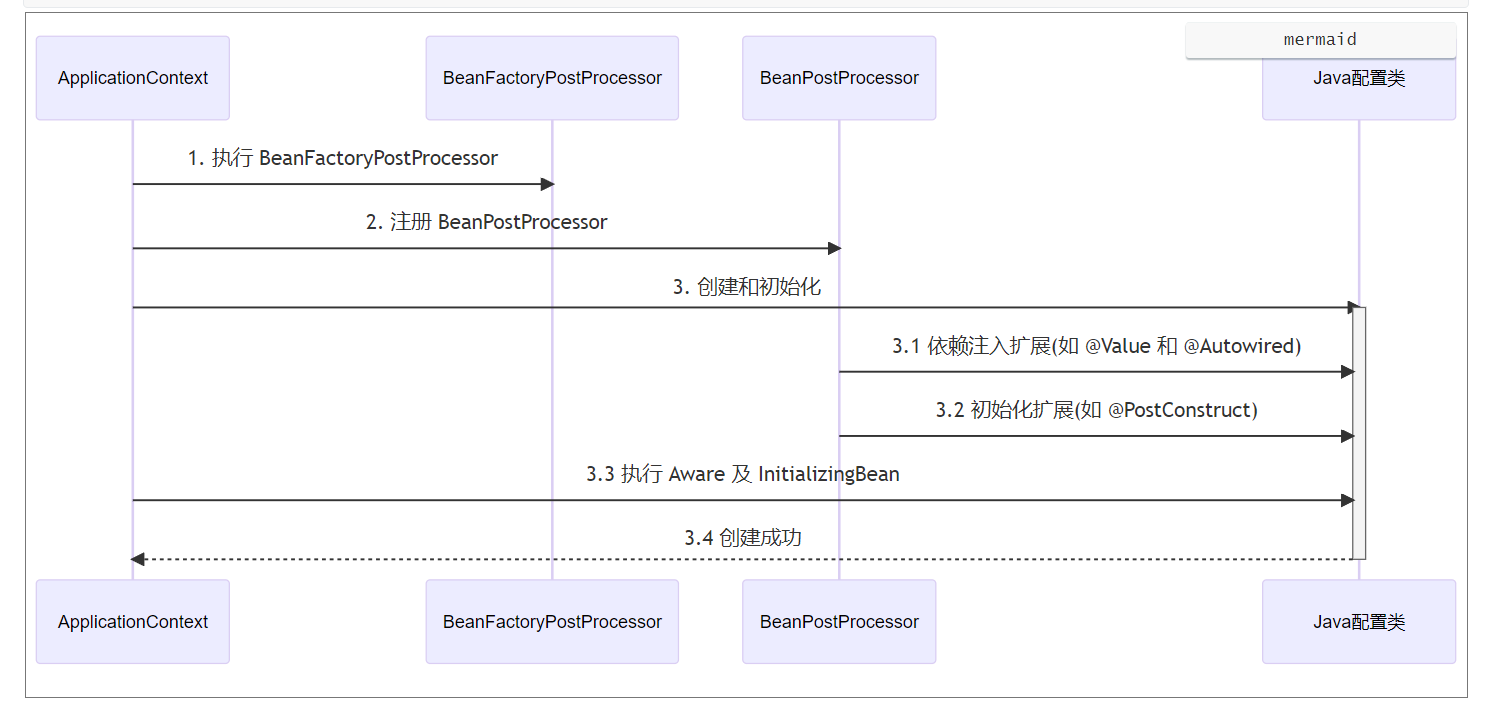 mermaid
ApplicationContext
BeanFactoryPostProcessor
BeanPostProcessor
Java配置类
1. 执行 BeanFactoryPostProcessor
2. 注册 BeanPostProcessor
3. 创建和初始化
3.1 依赖注入扩展(如 @Value 和 @Autowired)
3.2 初始化扩展(如 @PostConstruct)
3.3 执行 Aware 及 InitializingBean
3.4 创建成功
ApplicationContext
BeanFactoryPostProcessor
BeanPostProcessor
Java配置类